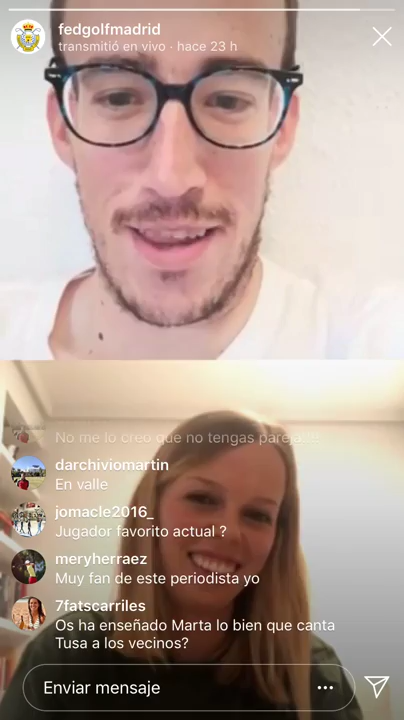 fedgolfmadrid
transmitió en vivo · hace 23 h
No me lo creo que no tengas pareja
darchiviomartin
En valle
jomacle2016_
Jugador favorito actual ?
meryherraez
Muy fan de este periodista yo
7fatscarriles
Os ha enseñado Marta lo bien que canta
Tusa a los vecinos?
Enviar mensaje